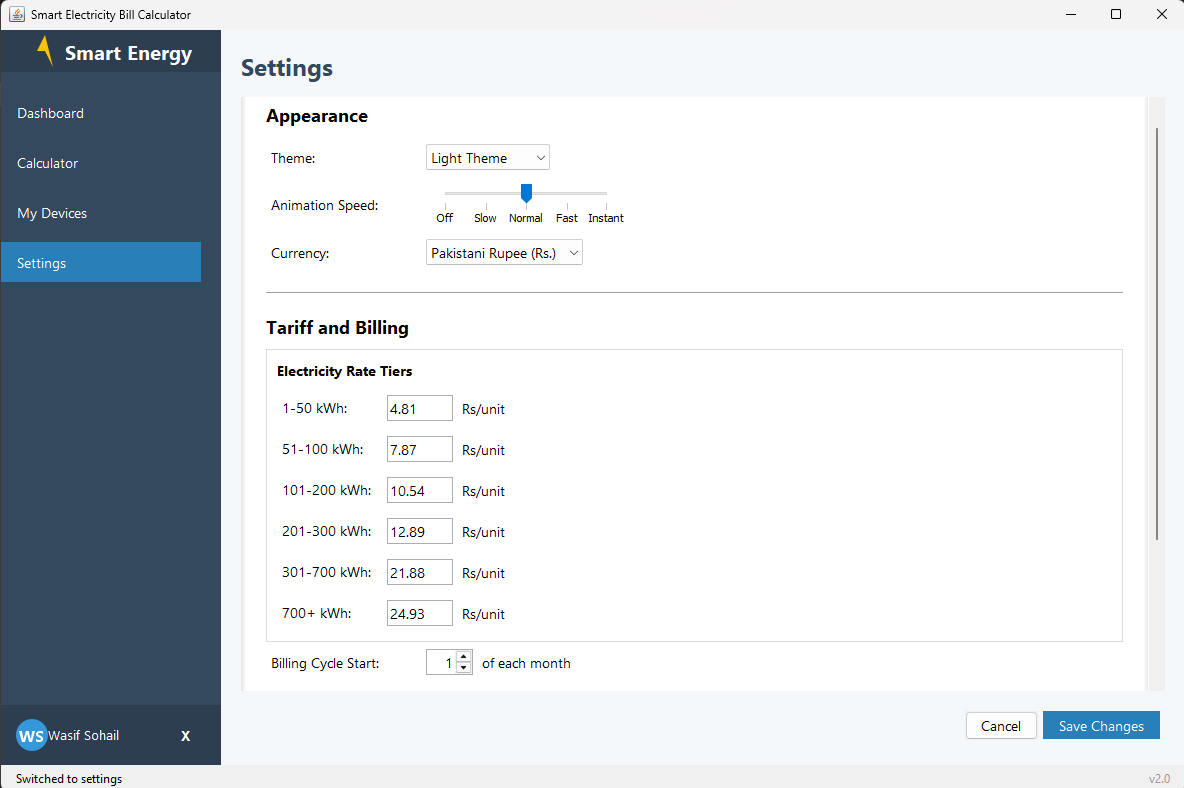 Smart Electricity Bill Calculator
Smart Energy
Dashboard
Calculator
My Devices
Settings
WS Wasif Sohail X
Settings
Appearance
Theme: Light Theme
Animation Speed:
Off Slow Normal Fast Instant
Currency: Pakistani Rupee (Rs.)
Tariff and Billing
Electricity Rate Tiers
1-50 kWh: 4.81 Rs/unit
51-100 kWh: 7.87 Rs/unit
101-200 kWh: 10.54 Rs/unit
201-300 kWh: 12.89 Rs/unit
301-700 kWh: 21.88 Rs/unit
700+ kWh: 24.93 Rs/unit
Billing Cycle Start: 1 of each month
Cancel Save Changes
Switched to settings v2.0